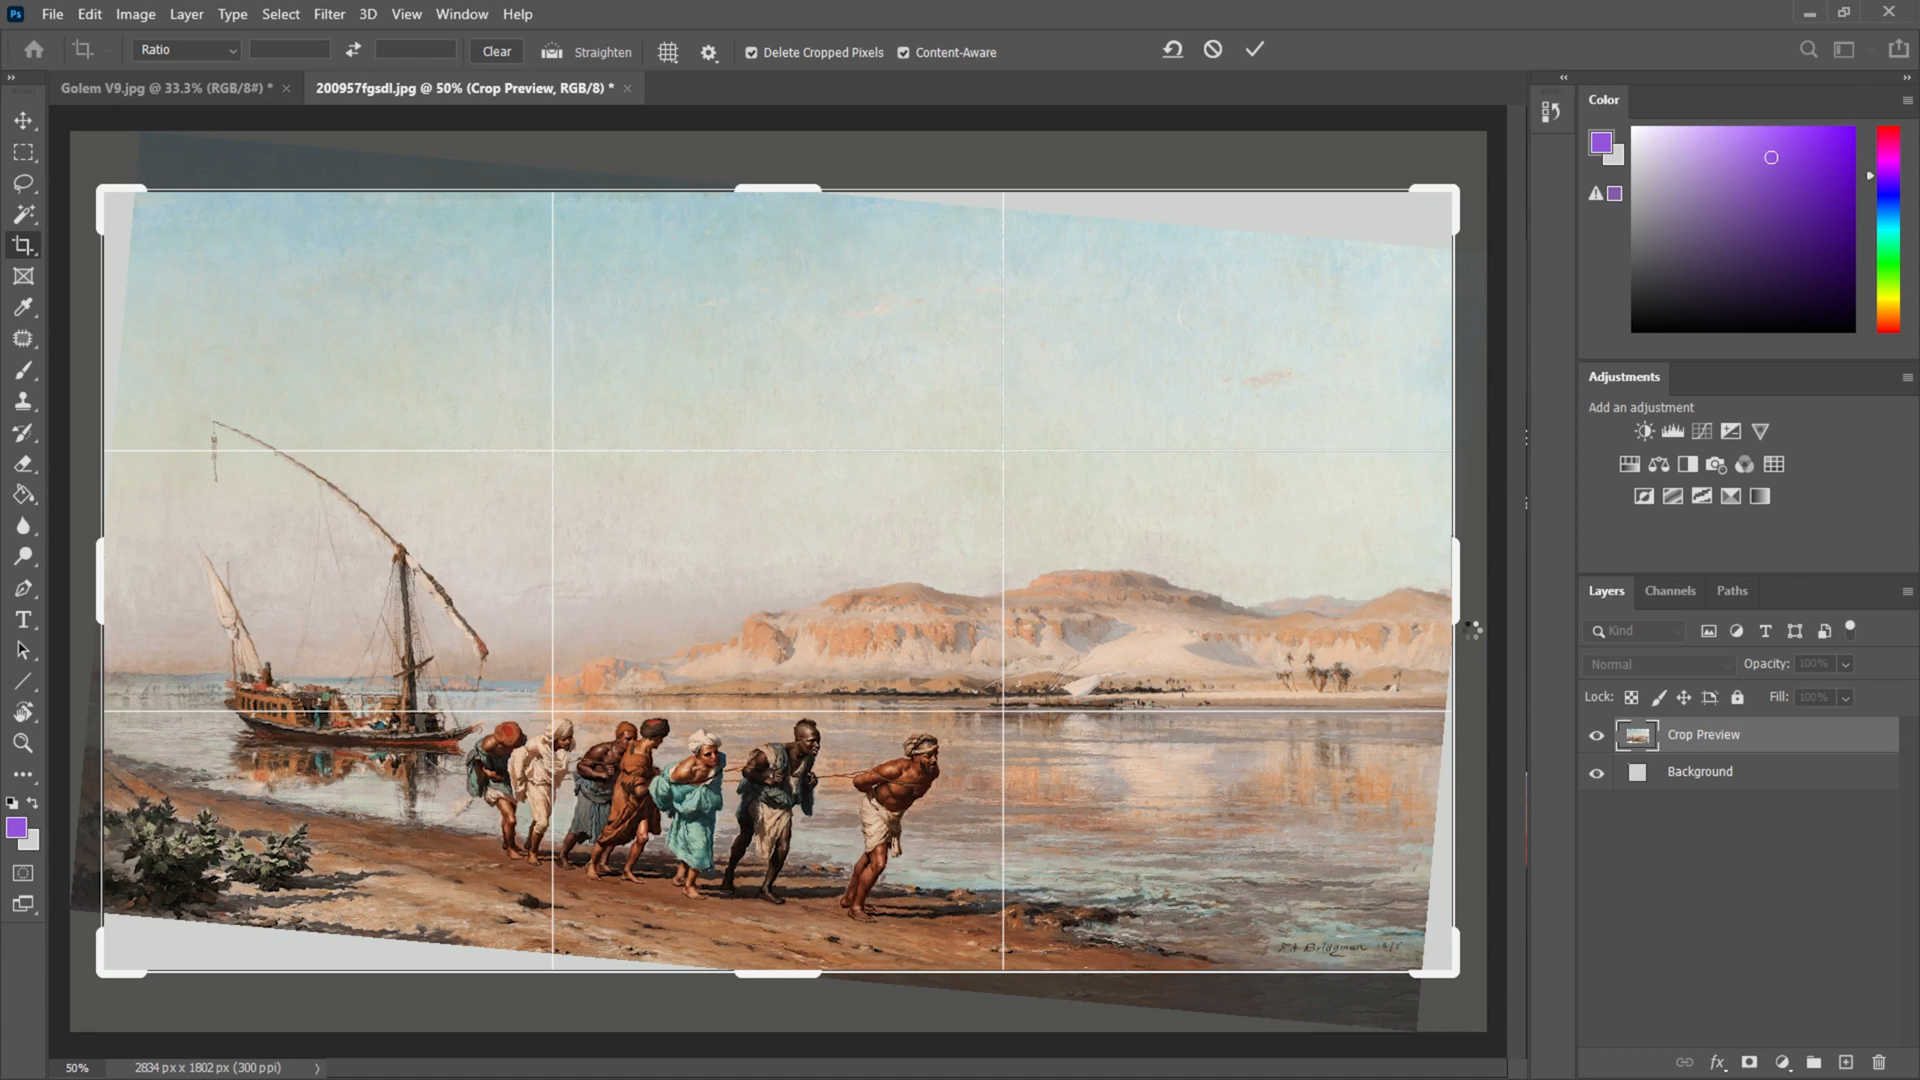 Ps File Edit Image Layer Type Select Filter 3D View Window Help
Ratio Clear Straighten Delete Cropped Pixels Content-Aware
Golem V9.jpg @ 33.3% (RGB/8#) * × 200957fgsdl.jpg @ 50% (Crop Preview, RGB/8) * ×
Color
Adjustments
Add an adjustment
Layers Channels Paths
Kind
Normal Opacity: 100%
Lock: Fill: 100%
Crop Preview
Background
Bridgman
50% 2834 px x 1802 px (300 ppi)
fx